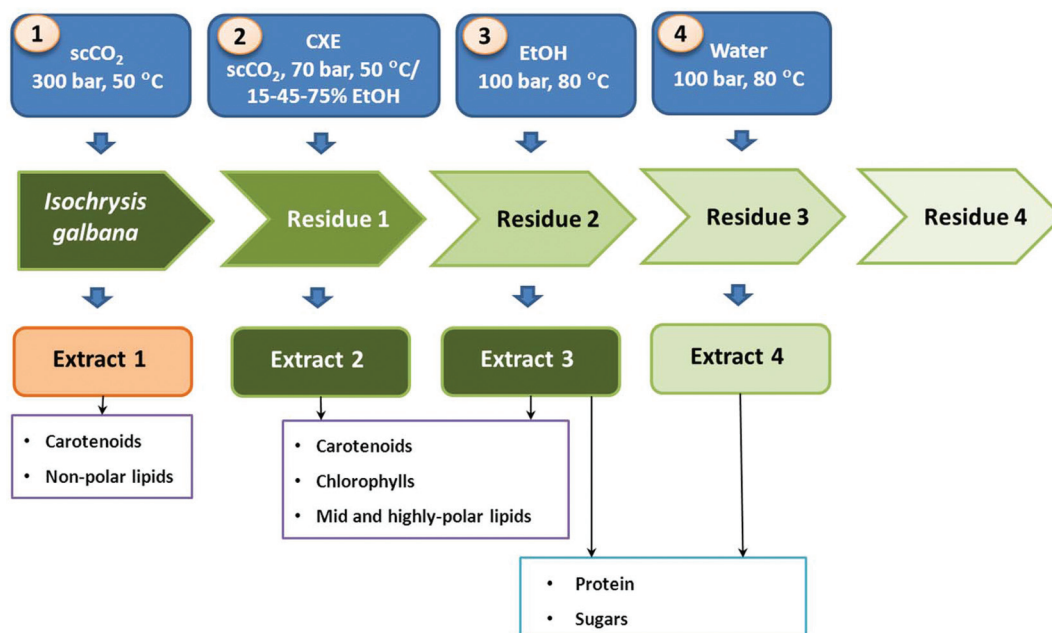 1
scCO₂
300 bar, 50 °C
2
CXE
scCO₂, 70 bar, 50 °C/
15-45-75% EtOH
3
EtOH
100 bar, 80 °C
4
Water
100 bar, 80 °C
Isochrysis
galbana
Residue 1
Residue 2
Residue 3
Residue 4
Extract 1
Extract 2
Extract 3
Extract 4
• Carotenoids
• Non-polar lipids
• Carotenoids
• Chlorophylls
• Mid and highly-polar lipids
• Protein
• Sugars